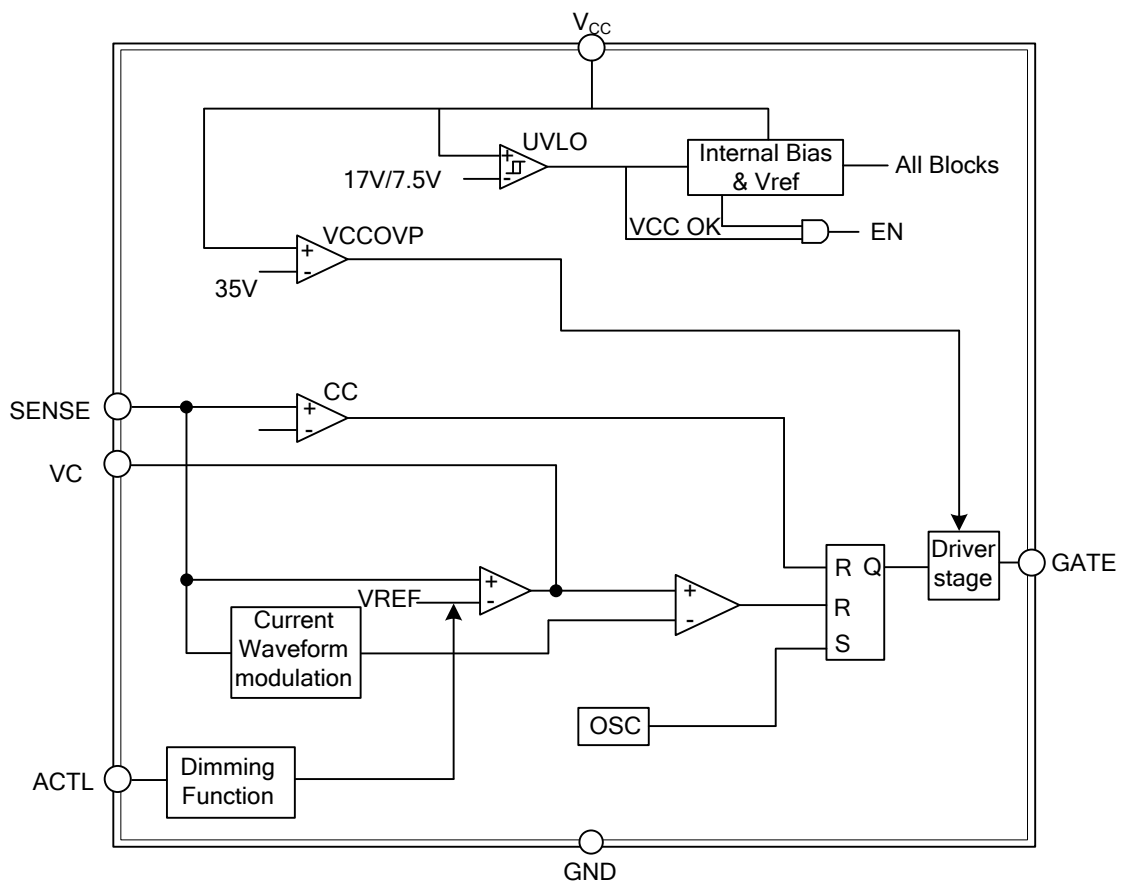 VCC
UVLO
+
-
17V/7.5V
Internal Bias
& Vref
All Blocks
VCC OK
EN
VCCOVP
+
-
35V
SENSE
CC
+
-
VC
Driver
stage
GATE
R Q
R
S
+
-
VREF
+
-
Current
Waveform
modulation
OSC
ACTL
Dimming
Function
GND